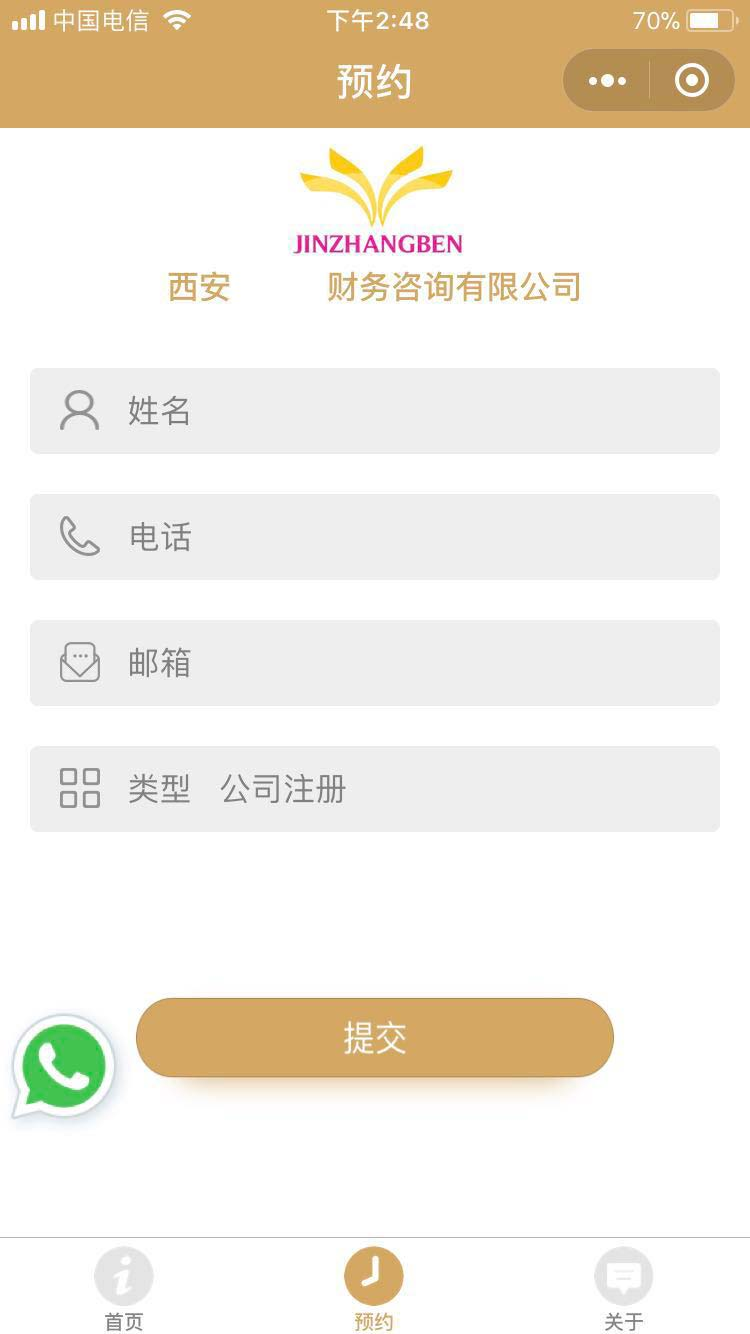 中国电信 下午2:48 70%
预约
JINZHANGBEN
西安 财务咨询有限公司
姓名
电话
邮箱
类型 公司注册
提交
首页 预约 关于